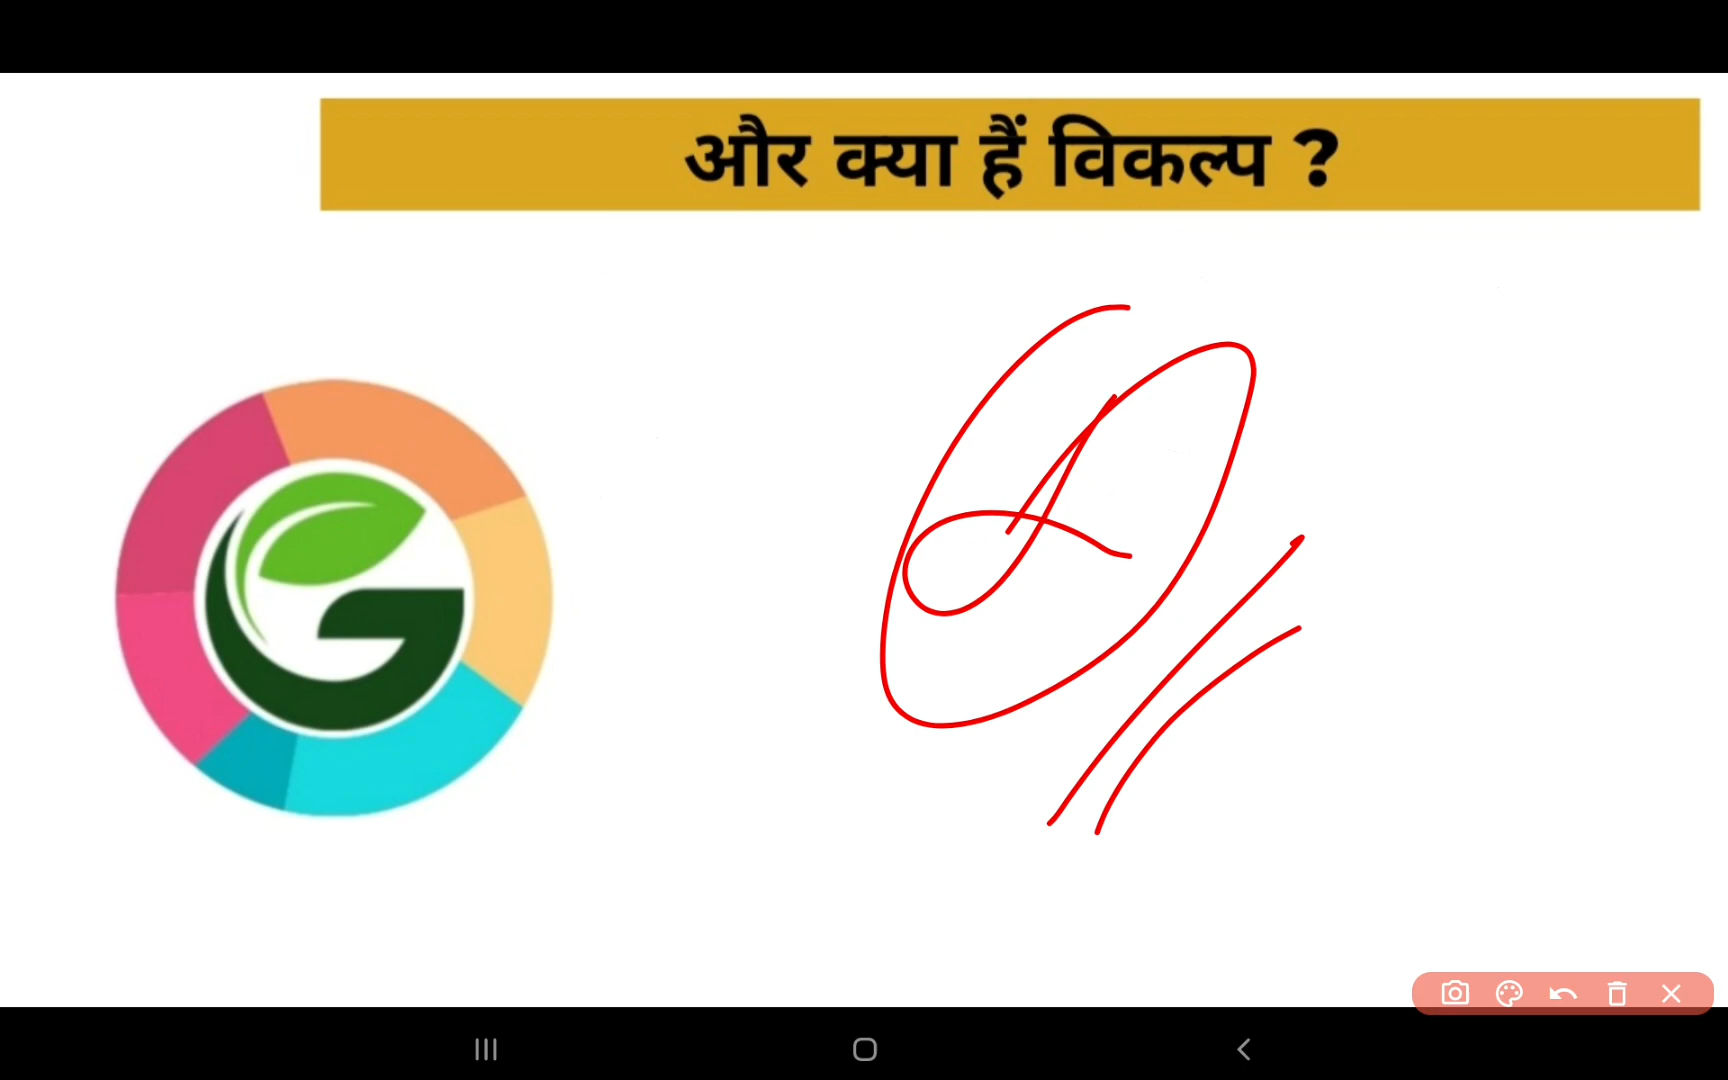 और क्या हैं विकल्प ?